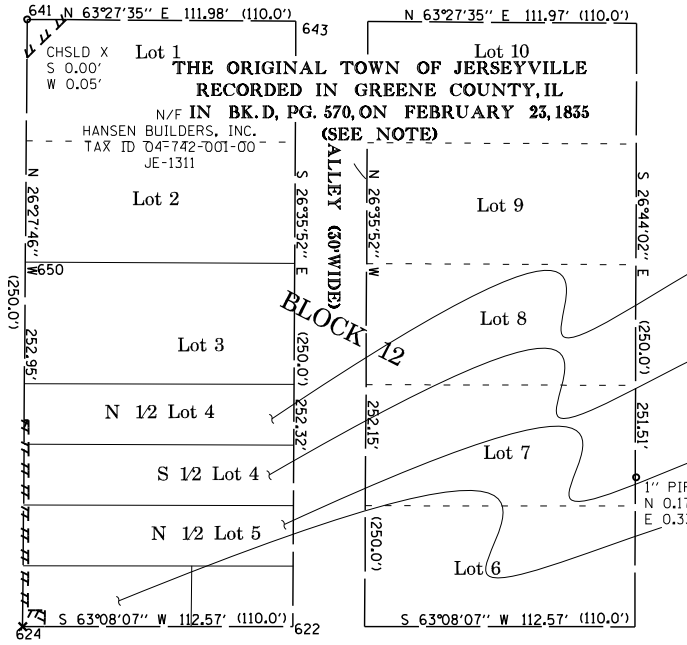 641 N 63°27'35" E 111.98' (110.0') 643
N 63°27'35" E 111.97' (110.0')
CHSLD X
S 0.00'
W 0.05'
Lot 1
Lot 10
THE ORIGINAL TOWN OF JERSEYVILLE
RECORDED IN GREENE COUNTY, IL
IN BK. D, PG. 570, ON FEBRUARY 23, 1835
(SEE NOTE)
N/F
HANSEN BUILDERS, INC.
TAX ID 04-742-001-00
JE-1311
N 26°27'46" W
252.95'
(250.0')
Lot 2
S 26°35'52" E
(250.0')
252.32'
ALLEY (30'WIDE)
N 26°35'52" W
252.15'
(250.0')
Lot 9
S 26°44'02" E
(250.0')
251.51'
650
BLOCK 12
Lot 8
Lot 3
N 1/2 Lot 4
S 1/2 Lot 4
Lot 7
1" 
N
E
N 1/2 Lot 5
Lot 6
624 S 63°08'07" W 112.57' (110.0') 622
S 63°08'07" W 112.57' (110.0')